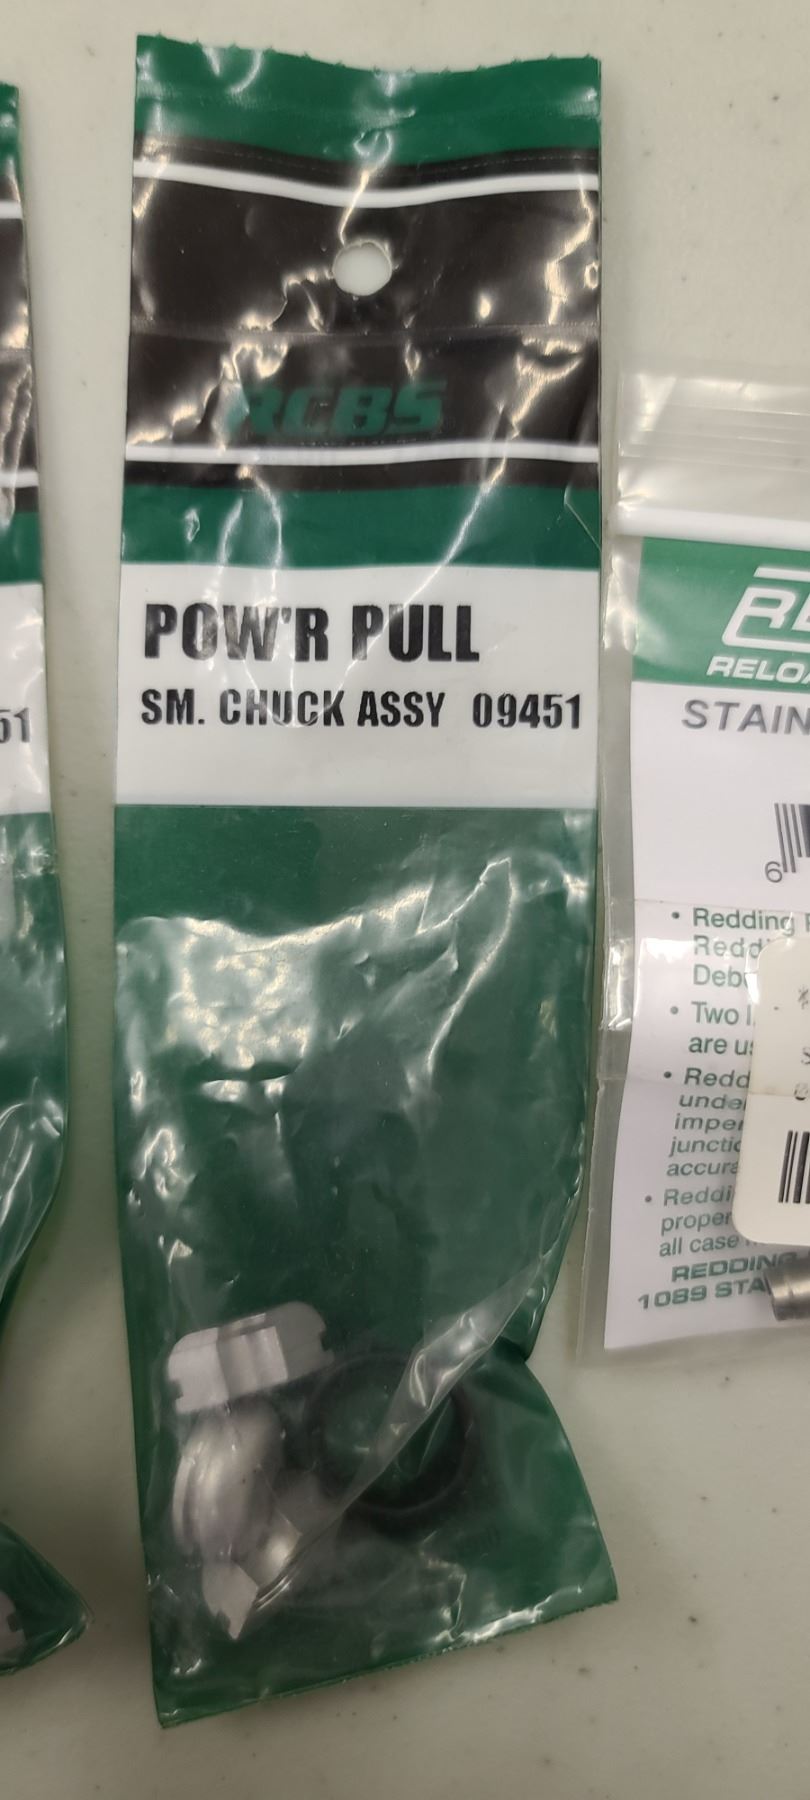 RCBS
POW'R PULL
SM. CHUCK ASSY 09451
51
RELOA
STAIN
6
• Redding
Redd
Deb
• Two
are us
• Redd
unde
imper
junctio
accura
• Reddi
proper
all case
REDDING
1089 STA